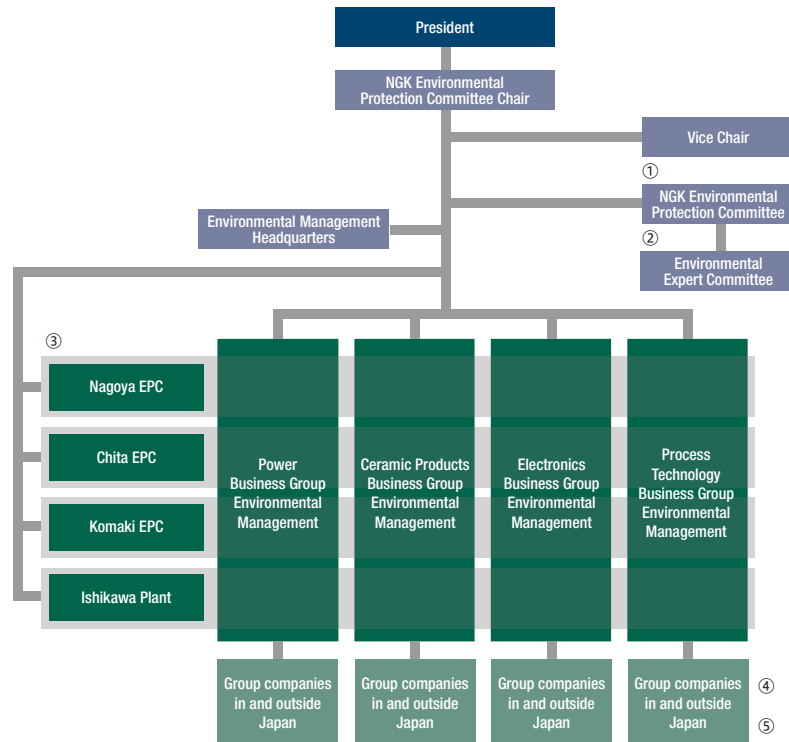 President
NGK Environmental
Protection Committee Chair
Vice Chair
①
NGK Environmental
Protection Committee
Environmental Management
Headquarters
②
Environmental
Expert Committee
③
Nagoya EPC
Chita EPC
Komaki EPC
Ishikawa Plant
Power
Business Group
Environmental
Management
Ceramic Products
Business Group
Environmental
Management
Electronics
Business Group
Environmental
Management
Process
Technology
Business Group
Environmental
Management
Group companies
in and outside
Japan
Group companies
in and outside
Japan
Group companies
in and outside
Japan
Group companies
in and outside
Japan
④
⑤